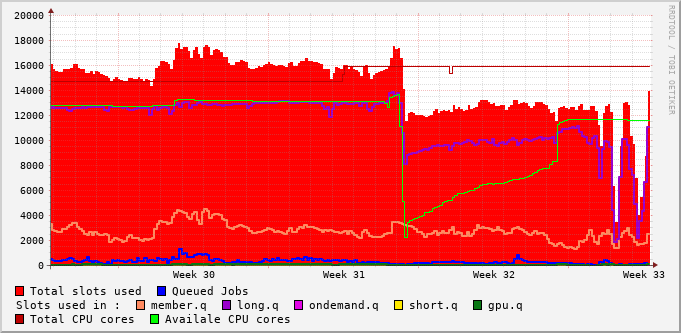 20000
18000
16000
14000
12000
10000
8000
6000
4000
2000
0
Week 30 Week 31 Week 32 Week 33
RRDTOOL / TOBI OETIKER
Total slots used Queued Jobs
Slots used in : member.q long.q ondemand.q short.q gpu.q
Total CPU cores Availale CPU cores